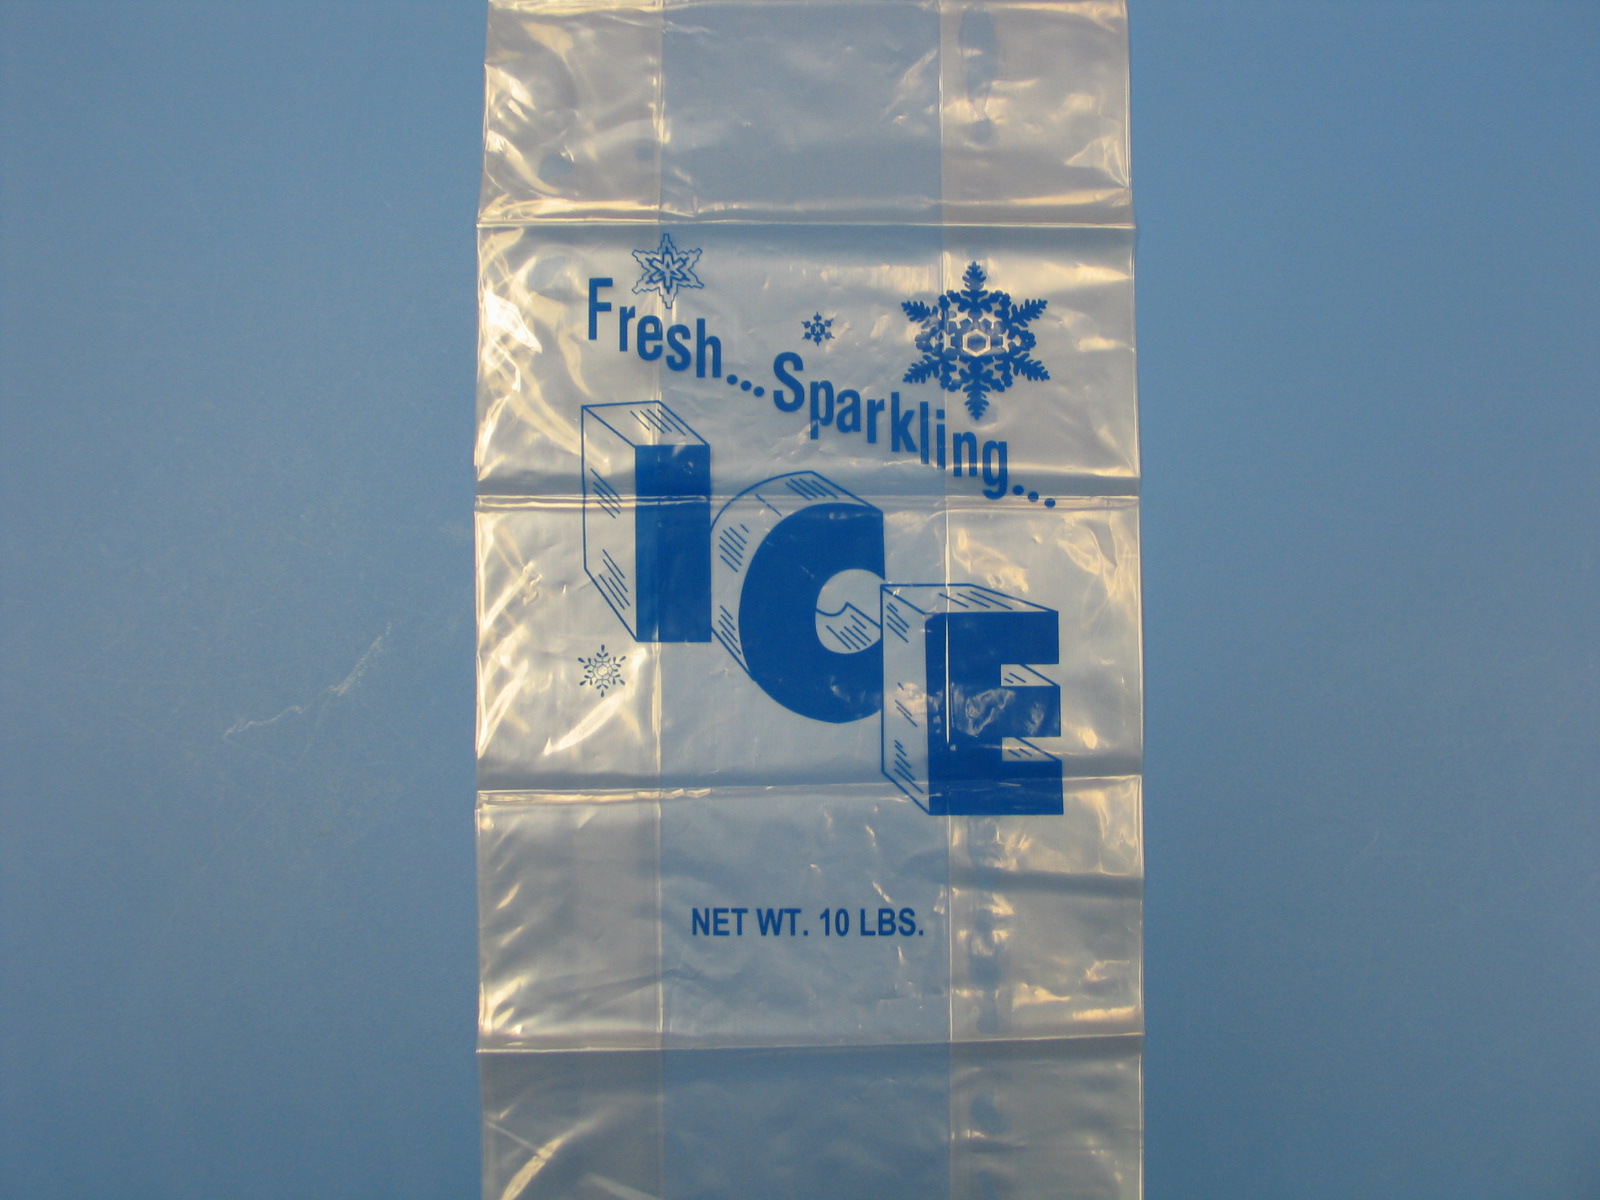 Fresh...Sparkling...
ICE
NET WT. 10 LBS.